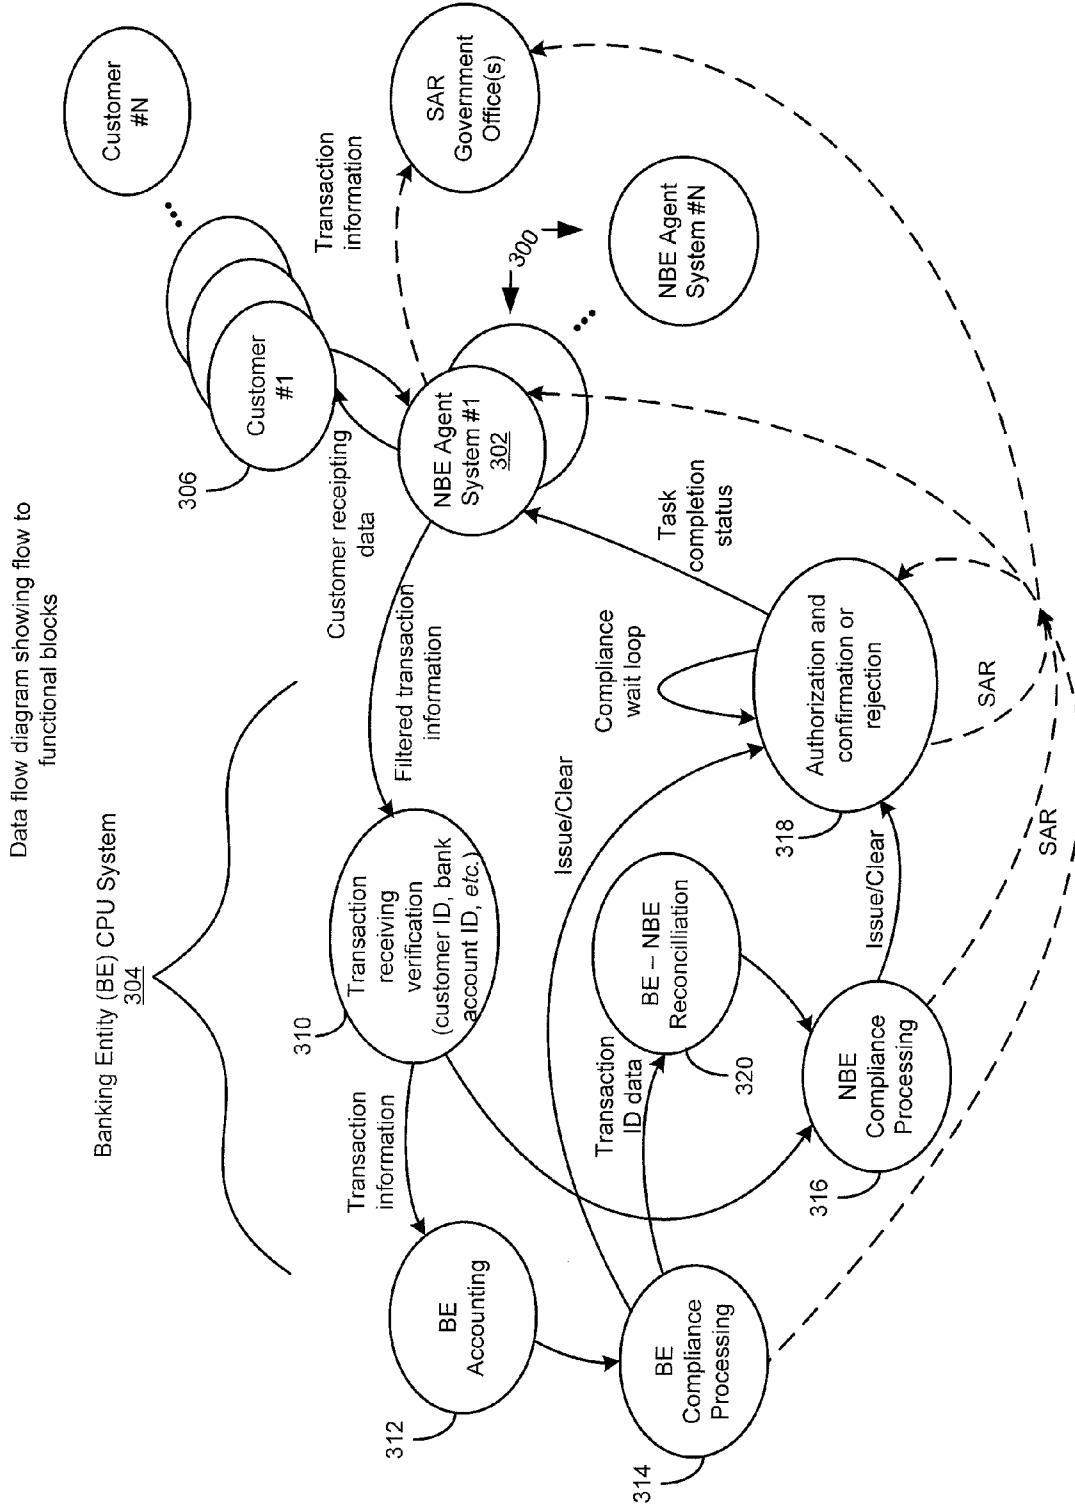 Data flow diagram showing flow to
functional blocks
Banking Entity (BE) CPU System
304
Customer
#N
Customer
#1
306
Transaction
information
SAR
Government
Office(s)
300
NBE Agent
System #N
NBE Agent
System #1
302
Customer receipting
data
Filtered transaction
information
Task
completion
status
Transaction
receiving
verification
(customer ID, bank
account ID, etc.)
310
Compliance
wait loop
Authorization and
confirmation or
rejection
318
SAR
Issue/Clear
BE – NBE
Reconcilliation
320
Issue/Clear
SAR
Transaction
information
Transaction
ID data
NBE
Compliance
Processing
316
BE
Accounting
312
BE
Compliance
Processing
314